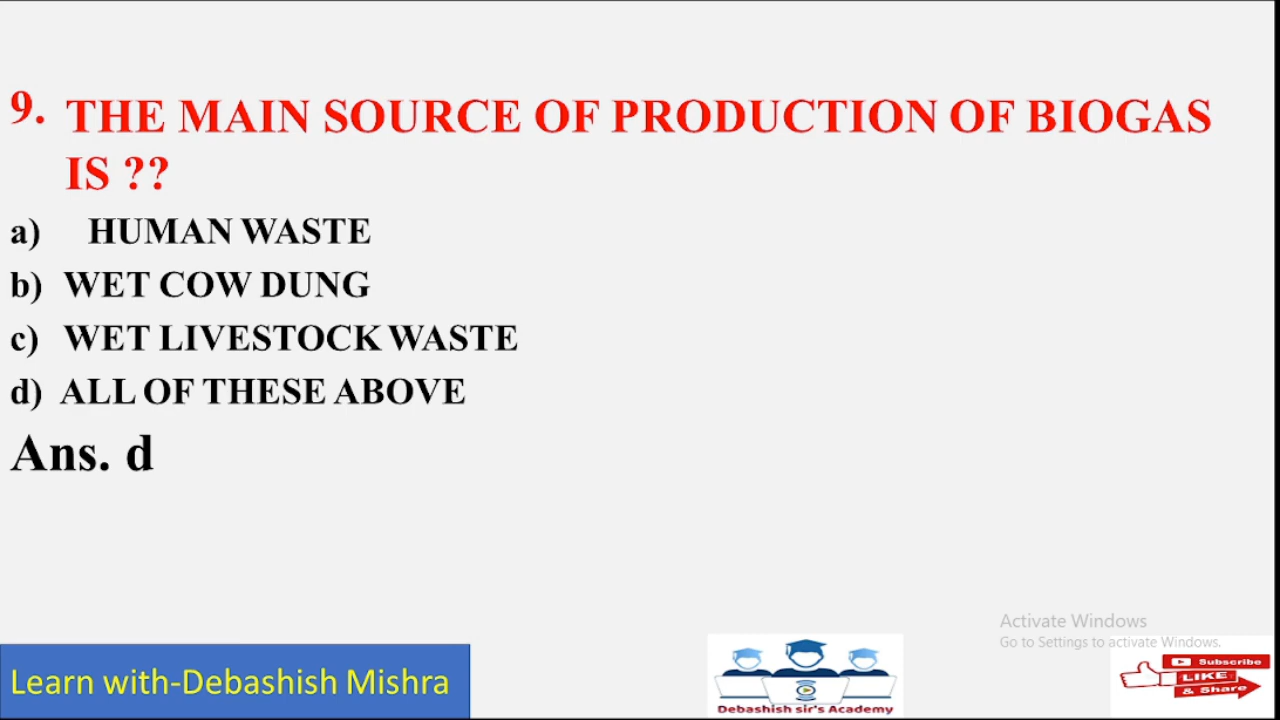 9. THE MAIN SOURCE OF PRODUCTION OF BIOGAS
IS ??
a) HUMAN WASTE
b) WET COW DUNG
c) WET LIVESTOCK WASTE
d) ALL OF THESE ABOVE
Ans. d
Activate Windows
Go to Settings to activate Windows.
Learn with-Debashish Mishra
Debashish sir's Academy
Subscribe
LIKE
& Share